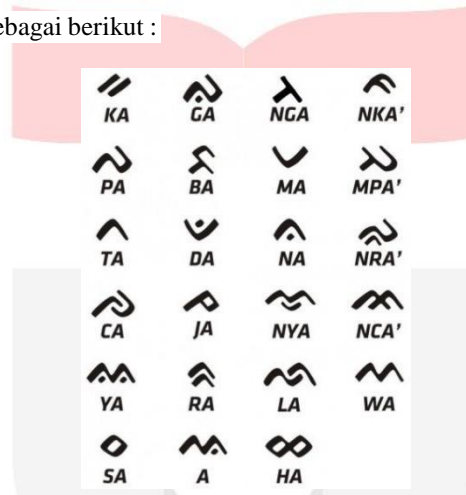 ebagai berikut :
ᨀ ᨁ ᨂ ᨃ
KA GA NGA NKA'
ᨄ ᨅ ᨆ ᨇ
PA BA MA MPA'
ᨈ ᨉ ᨊ ᨋ
TA DA NA NRA'
ᨌ ᨍ ᨎ ᨏ
CA JA NYA NCA'
ᨐ ᨑ ᨒ ᨓ
YA RA LA WA
ᨔ ᨕ ᨖ
SA A HA